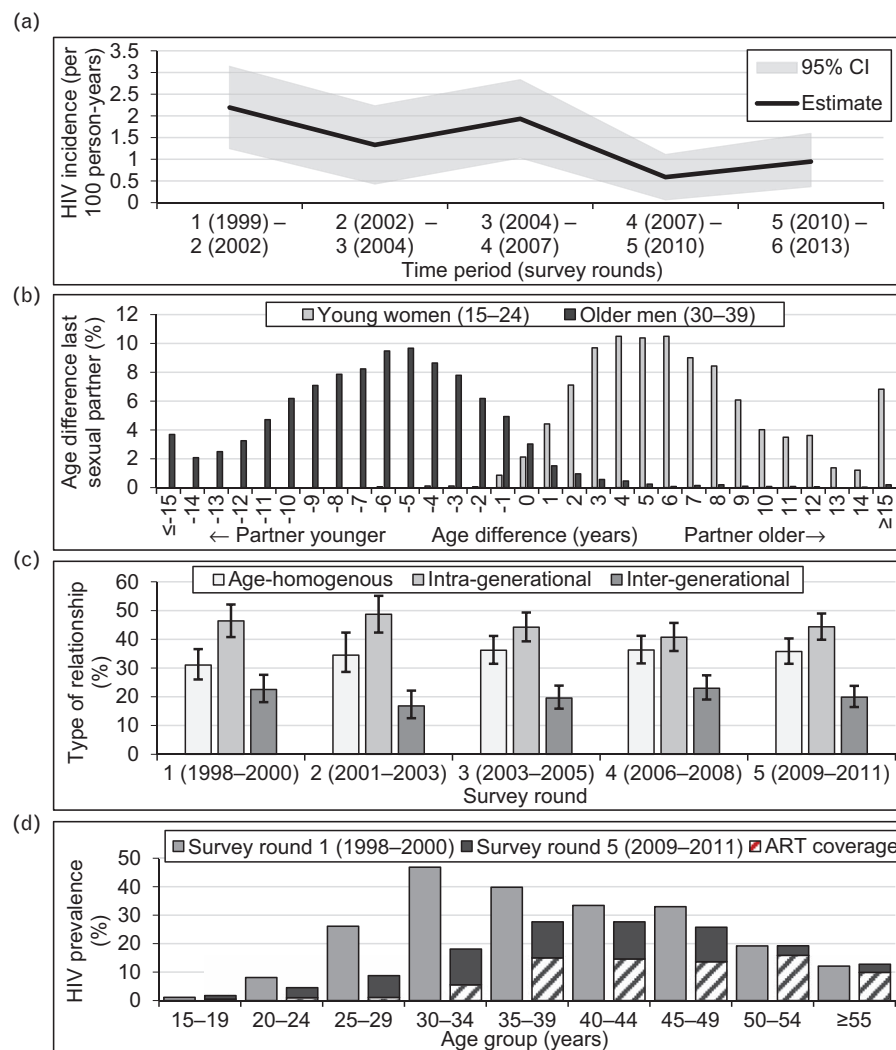 (a)
HIV incidence (per
100 person-years)
3.5
3
2.5
2
1.5
1
0.5
0
95% CI
Estimate
1 (1999) –
2 (2002)
2 (2002) –
3 (2004)
3 (2004) –
4 (2007)
4 (2007) –
5 (2010)
5 (2010) –
6 (2013)
Time period (survey rounds)
(b)
Age difference last
sexual partner (%)
12
10
8
6
4
2
0
Young women (15–24) Older men (30–39)
≤-15 -14 -13 -12 -11 -10 -9 -8 -7 -6 -5 -4 -3 -2 -1 0 1 2 3 4 5 6 7 8 9 10 11 12 13 14 ≥15
← Partner younger Age difference (years) Partner older→
(c)
Type of relationship
(%)
60
50
40
30
20
10
0
Age-homogenous Intra-generational Inter-generational
1 (1998–2000) 2 (2001–2003) 3 (2003–2005) 4 (2006–2008) 5 (2009–2011)
Survey round
(d)
HIV prevalence
(%)
50
40
30
20
10
0
Survey round 1 (1998–2000) Survey round 5 (2009–2011) ART coverage
15–19 20–24 25–29 30–34 35–39 40–44 45–49 50–54 ≥55
Age group (years)